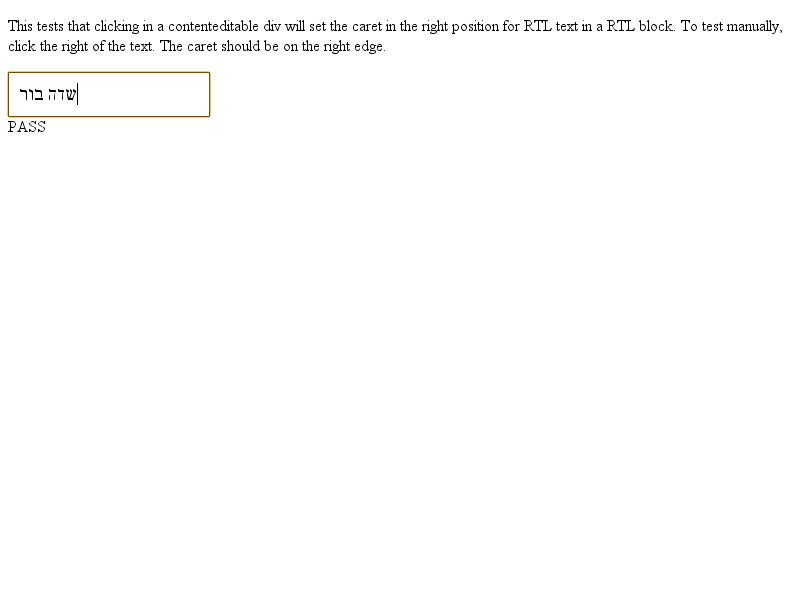 This tests that clicking in a contenteditable div will set the caret in the right position for RTL text in a RTL block. To test manually,
click the right of the text. The caret should be on the right edge.
שדה בור
PASS